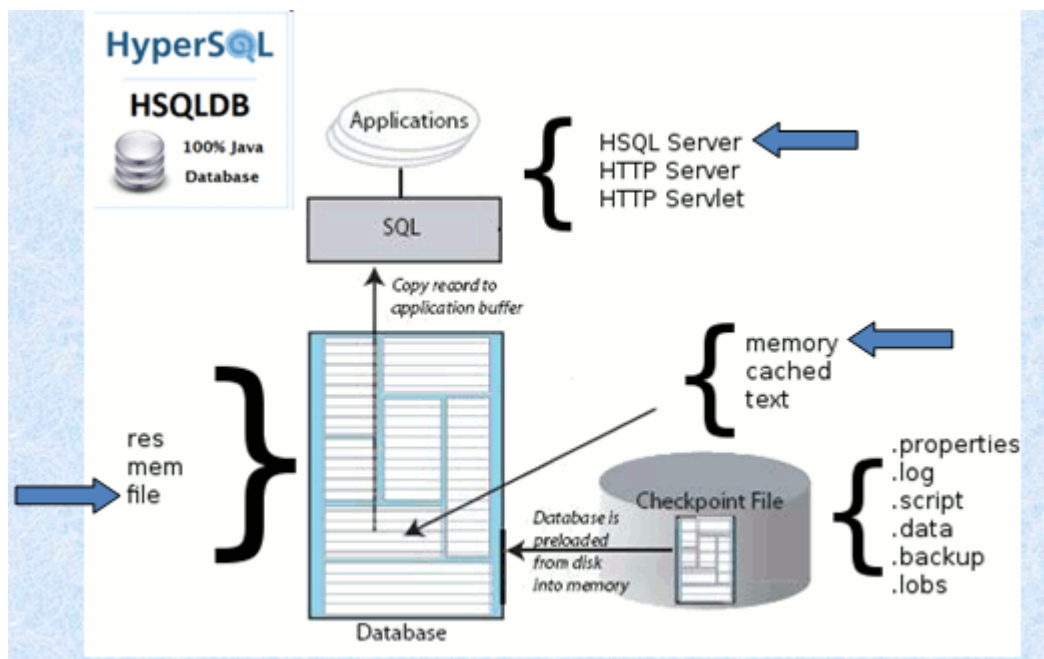 HyperSQL
HSQLDB
100% Java
Database
Applications
HSQL Server
HTTP Server
HTTP Servlet
SQL
Copy record to
application buffer
memory
cached
text
res
mem
file
.properties
.log
.script
.data
.backup
.lobs
Checkpoint File
Database is
preloaded
from disk
into memory
Database